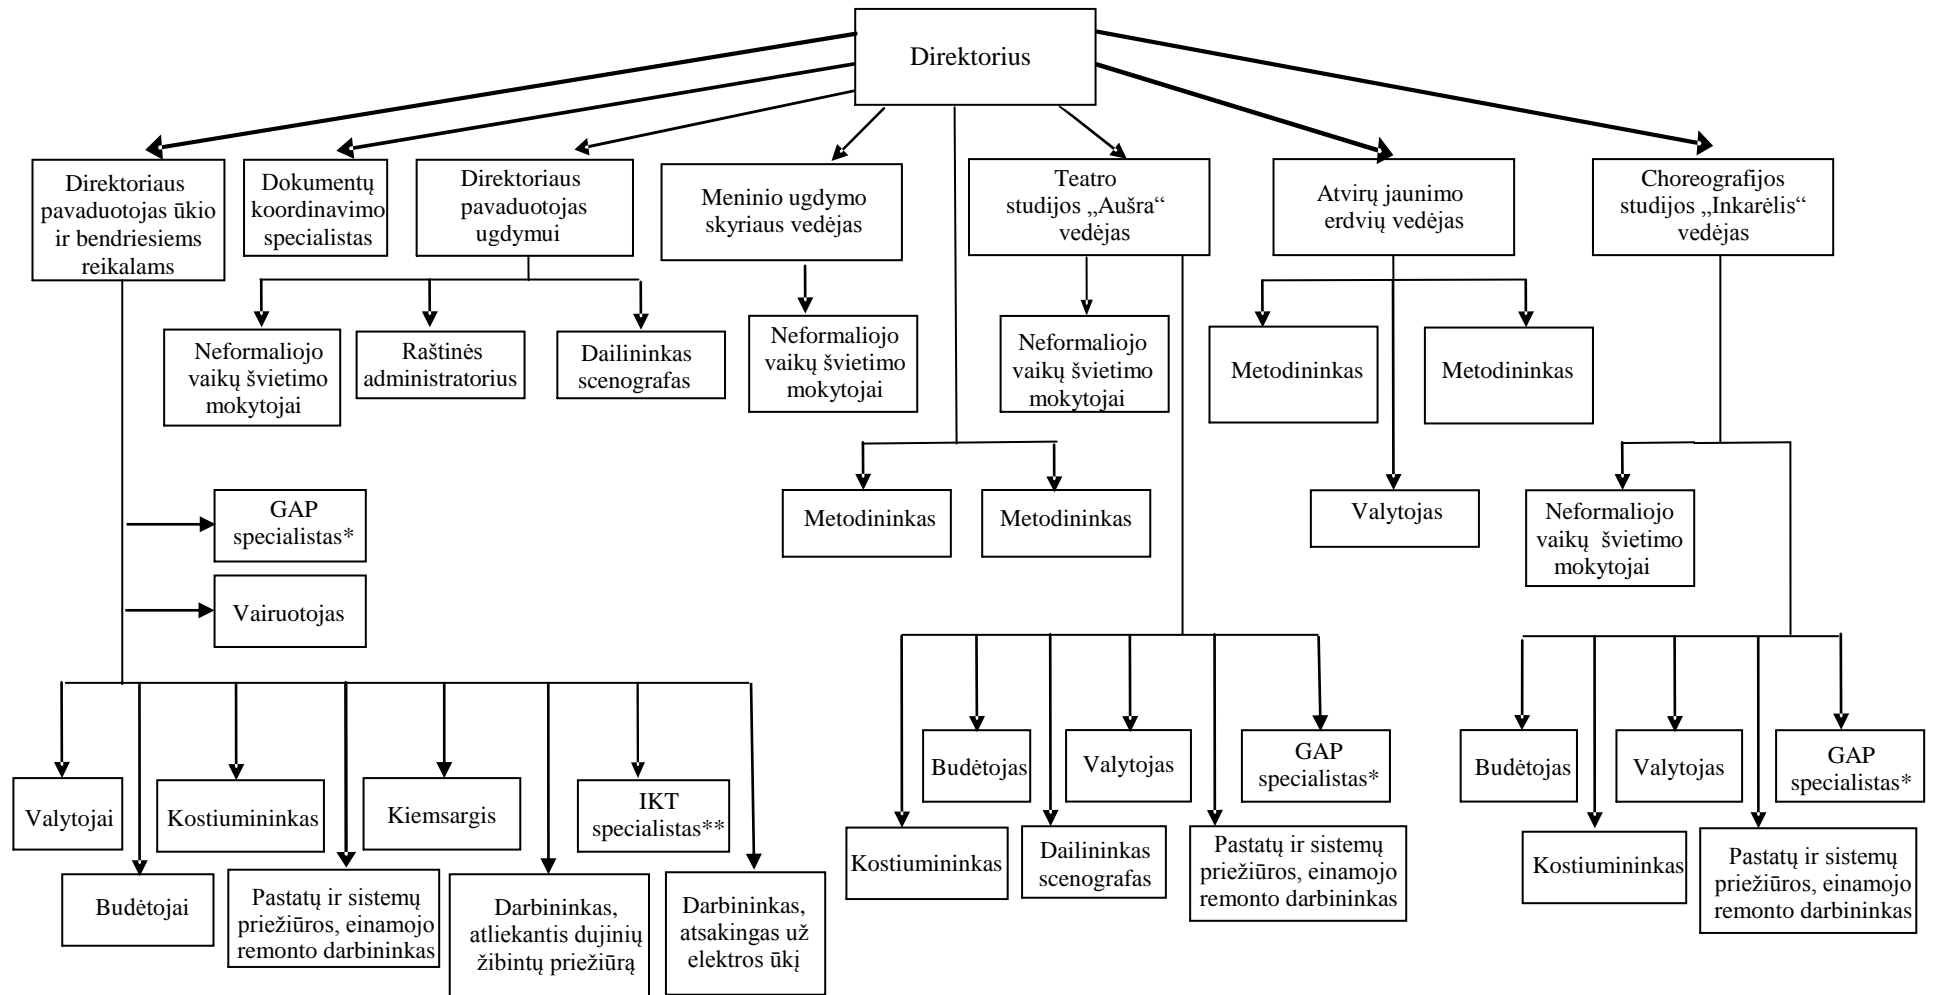 Direktorius
Direktoriaus
pavaduotojas ūkio
ir bendriesiems
reikalams
Dokumentų
koordinavimo
specialistas
Direktoriaus
pavaduotojas
ugdymui
Meninio ugdymo
skyriaus vedėjas
Teatro
studijos „Aušra“
vedėjas
Atvirų jaunimo
erdvių vedėjas
Choreografijos
studijos „Inkarėlis“
vedėjas
Neformaliojo
vaikų švietimo
mokytojai
Raštinės
administratorius
Dailininkas
scenografas
Neformaliojo
vaikų švietimo
mokytojai
Neformaliojo
vaikų švietimo
mokytojai
Metodininkas
Metodininkas
GAP
specialistas*
Metodininkas
Metodininkas
Valytojas
Neformaliojo
vaikų švietimo
mokytojai
Vairuotojas
Budėtojas
Valytojas
GAP
specialistas*
Budėtojas
Valytojas
GAP
specialistas*
Valytojai
Kostiumininkas
Kiemsargis
IKT
specialistas**
Kostiumininkas
Dailininkas
scenografas
Pastatų ir sistemų
priežiūros, einamojo
remonto darbininkas
Kostiumininkas
Pastatų ir sistemų
priežiūros, einamojo
remonto darbininkas
Budėtojai
Pastatų ir sistemų
priežiūros, einamojo
remonto darbininkas
Darbininkas,
atliekantis dujinių
žibintų priežiūrą
Darbininkas,
atsakingas už
elektros ūkį